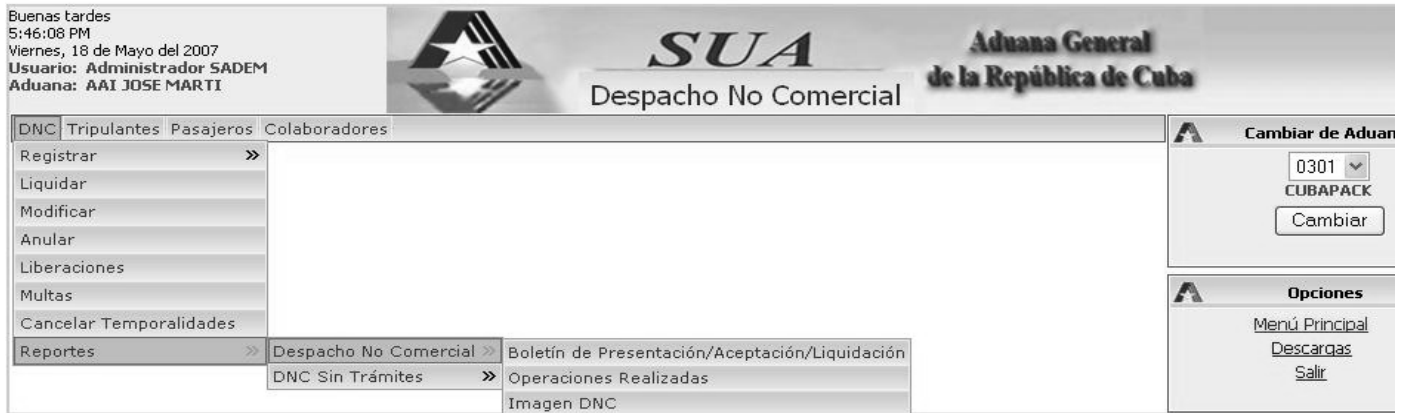 Buenas tardes
5:46:08 PM
Viernes, 18 de Mayo del 2007
Usuario: Administrador SADEM
Aduana: AAI JOSE MARTI
SUA
Despacho No Comercial
Aduana General
de la República de Cuba
DNC Tripulantes Pasajeros Colaboradores
Registrar »
Liquidar
Modificar
Anular
Liberaciones
Multas
Cancelar Temporalidades
Reportes »
Despacho No Comercial »
DNC Sin Trámites »
Boletín de Presentación/Aceptación/Liquidación
Operaciones Realizadas
Imagen DNC
Cambiar de Aduan
0301
CUBAPACK
Cambiar
Opciones
Menú Principal
Descargas
Salir